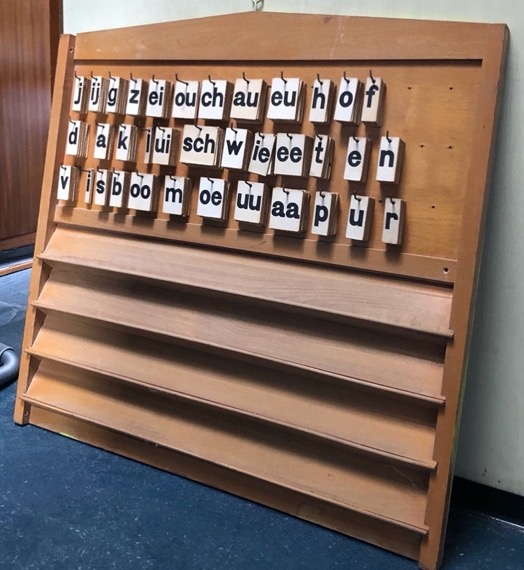 j ij g z ei ou ch au eu h o f
d a k l ui sch w ie ee t e n
v i s b oo m oe uu aa p u r